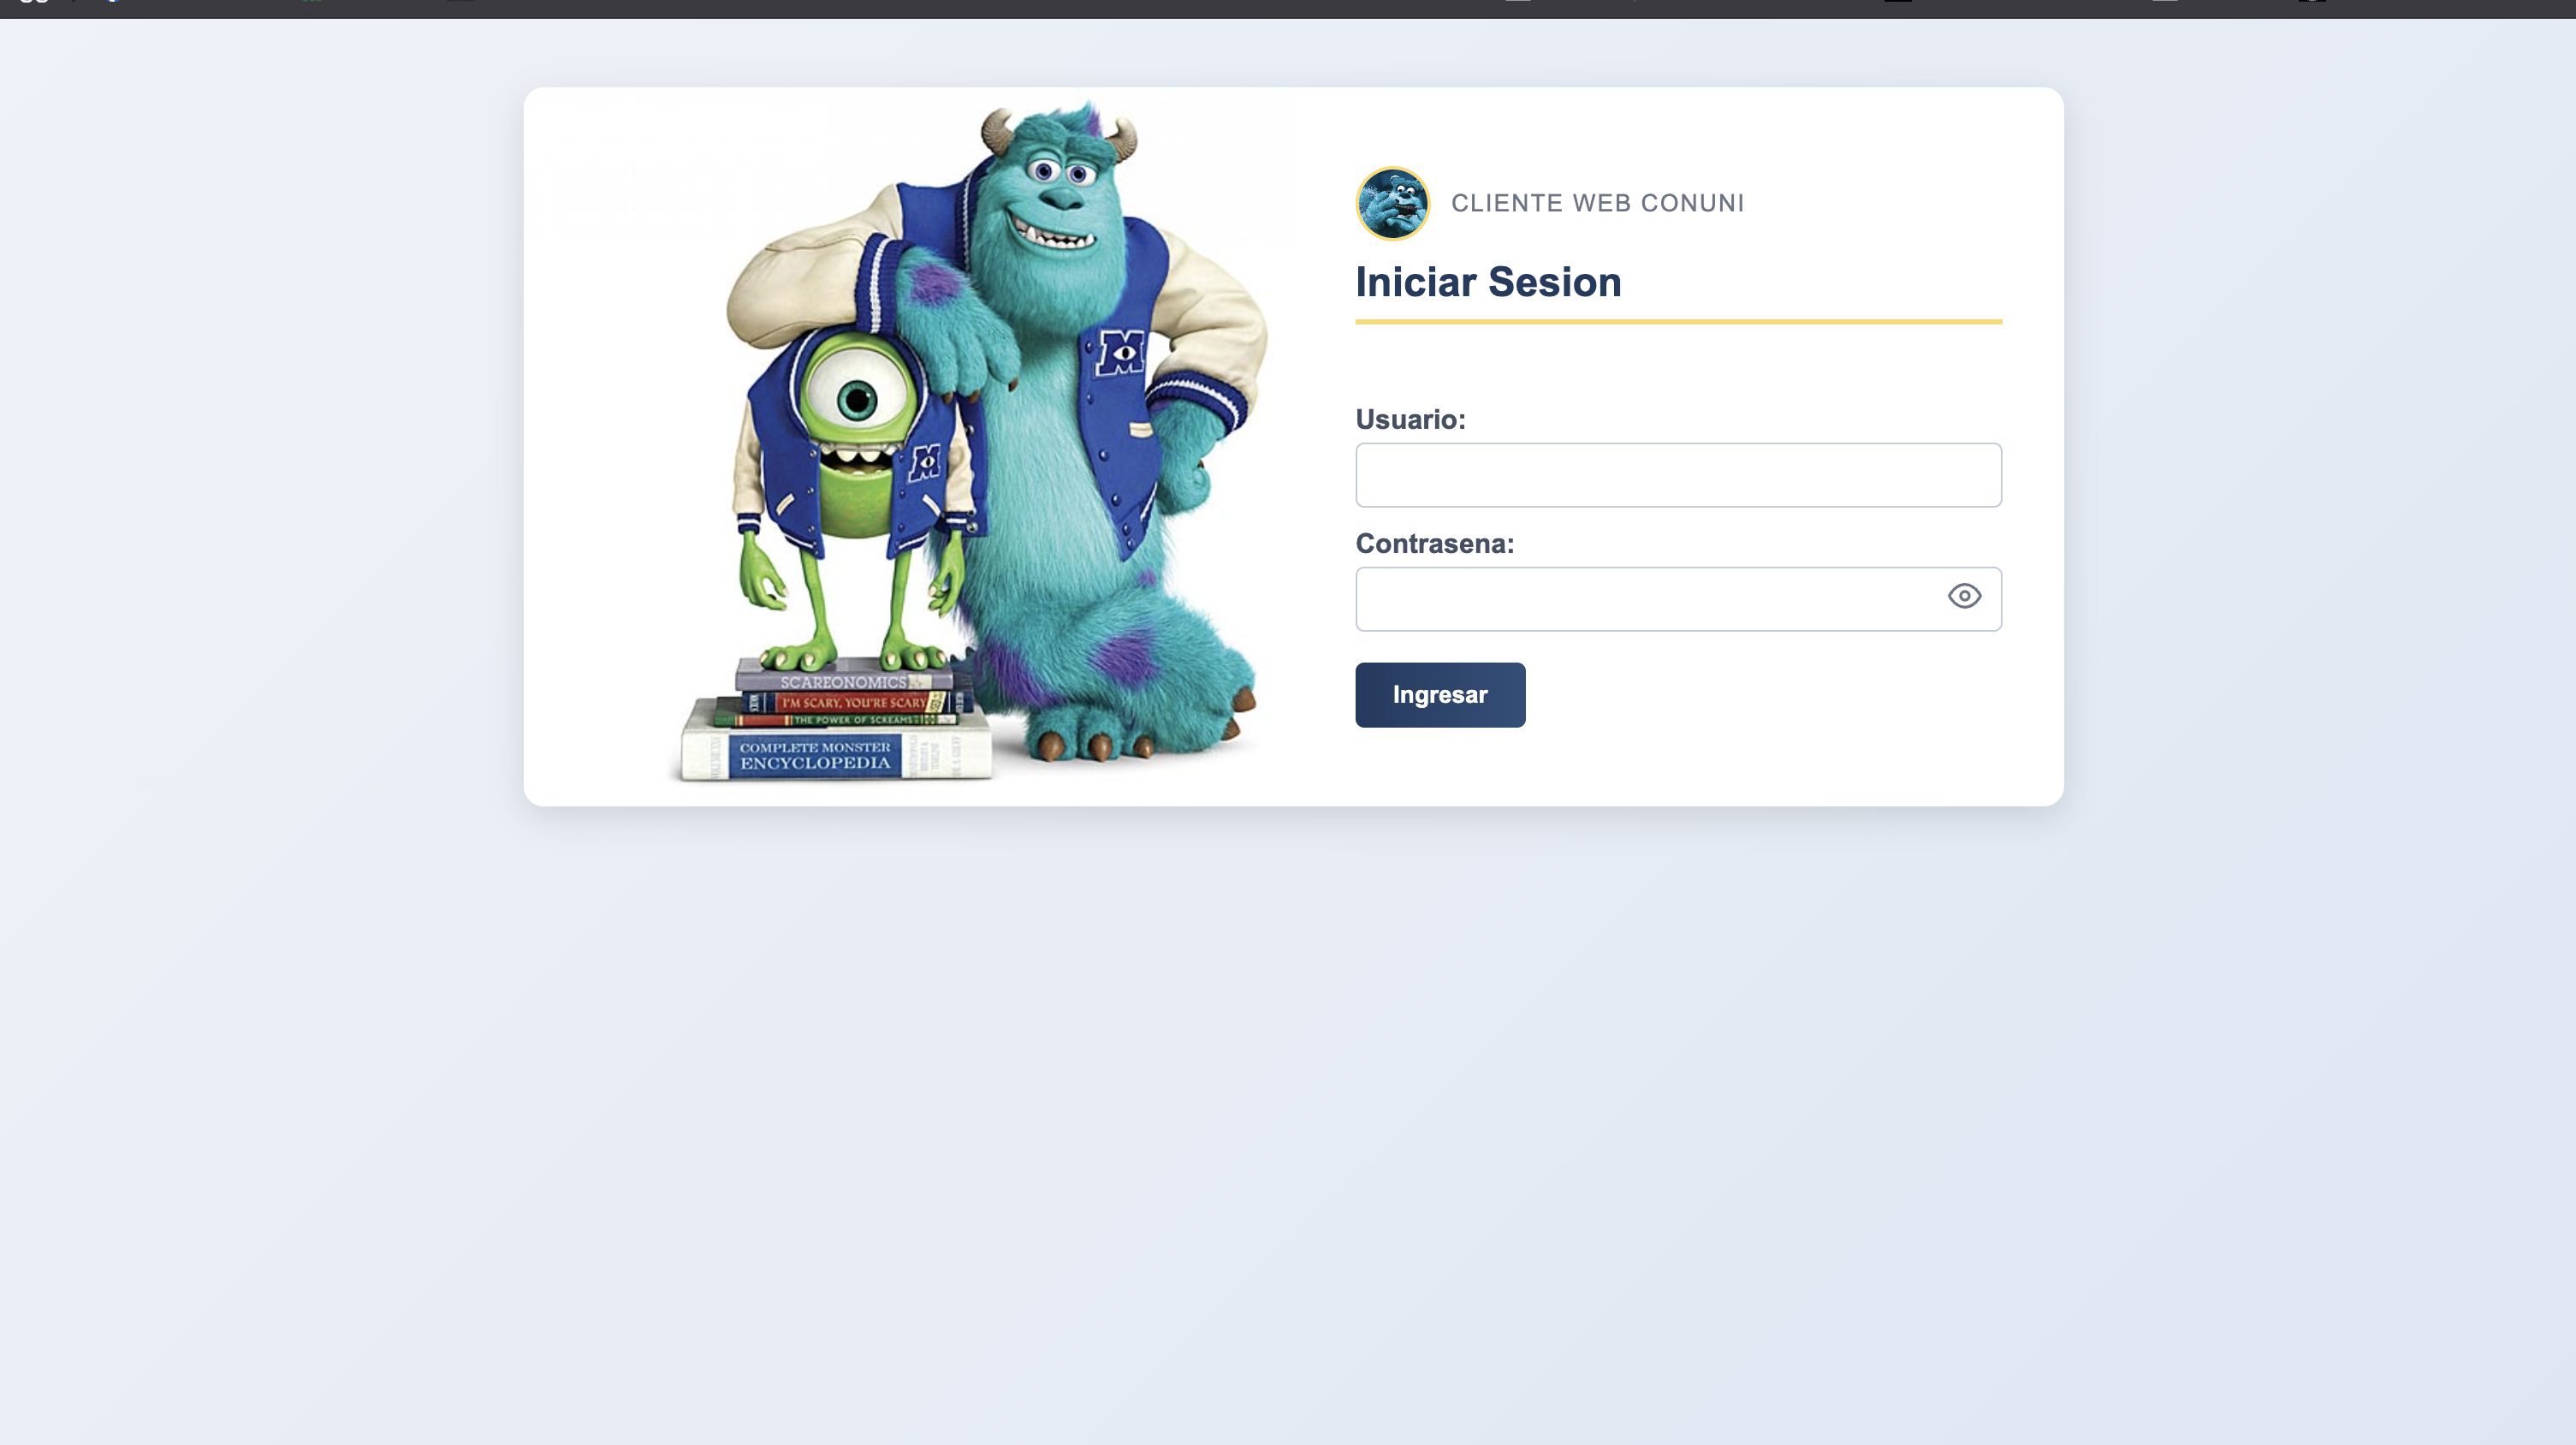 CLIENTE WEB CONUNI
Iniciar Sesion
Usuario:
Contrasena:
Ingresar
M
M
SCAREONOMICS
I'M SCARY, YOU'RE SCARY
THE POWER OF SCREAMS
COMPLETE MONSTER
ENCYCLOPEDIA